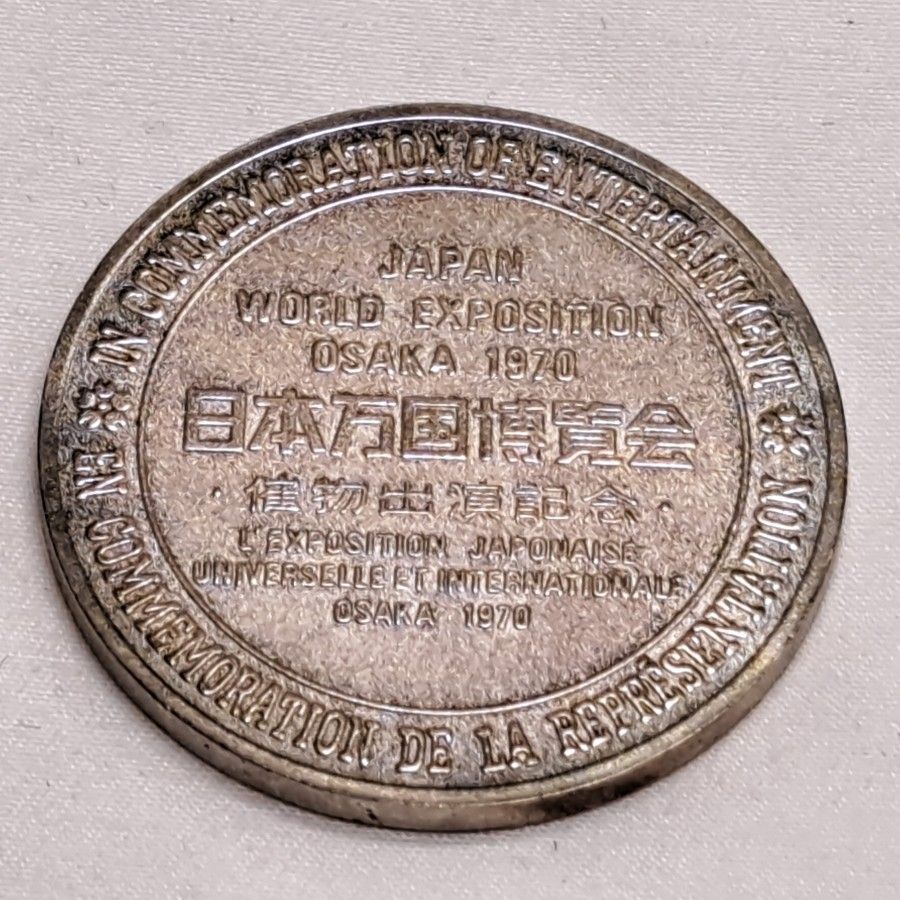 IN COMMEMORATION OF ENTERTAINMENT
JAPAN
WORLD EXPOSITION
OSAKA 1970
日本万国博覧会
・催物出演記念・
L'EXPOSITION JAPONAISE
UNIVERSELLE ET INTERNATIONALE
OSAKA 1970
EN COMMEMORATION DE LA REPRÉSENTATION